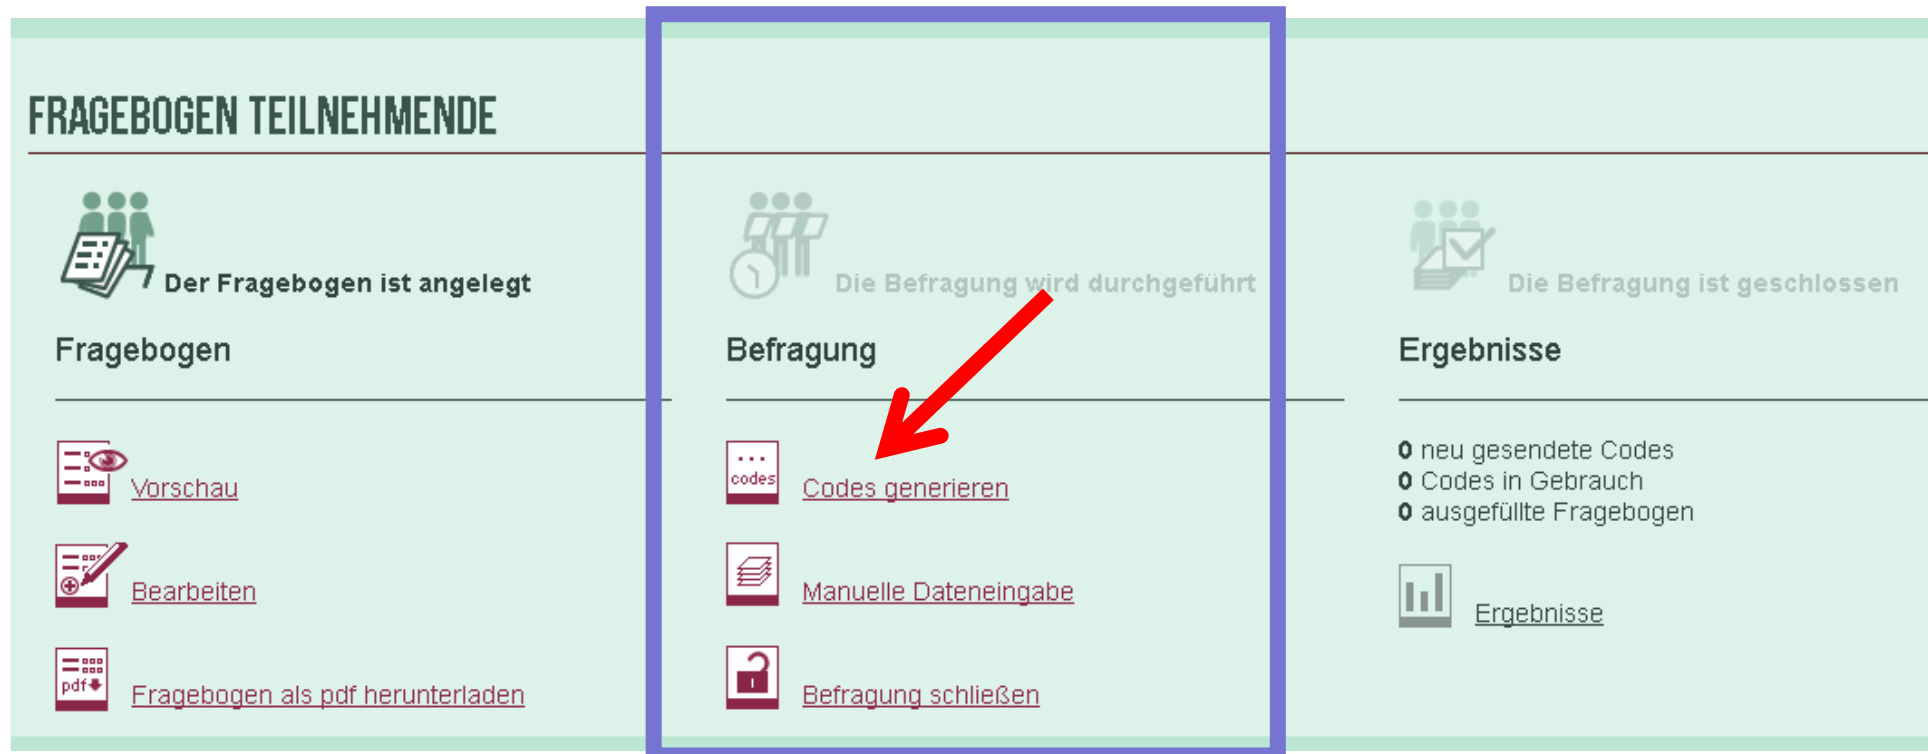 FRAGEBOGEN TEILNEHMENDE
Der Fragebogen ist angelegt
Fragebogen
Vorschau
Bearbeiten
pdf
Fragebogen als pdf herunterladen
Die Befragung wird durchgeführt
Befragung
codes
Codes generieren
Manuelle Dateneingabe
Befragung schließen
Die Befragung ist geschlossen
Ergebnisse
0 neu gesendete Codes
0 Codes in Gebrauch
0 ausgefüllte Fragebogen
Ergebnisse